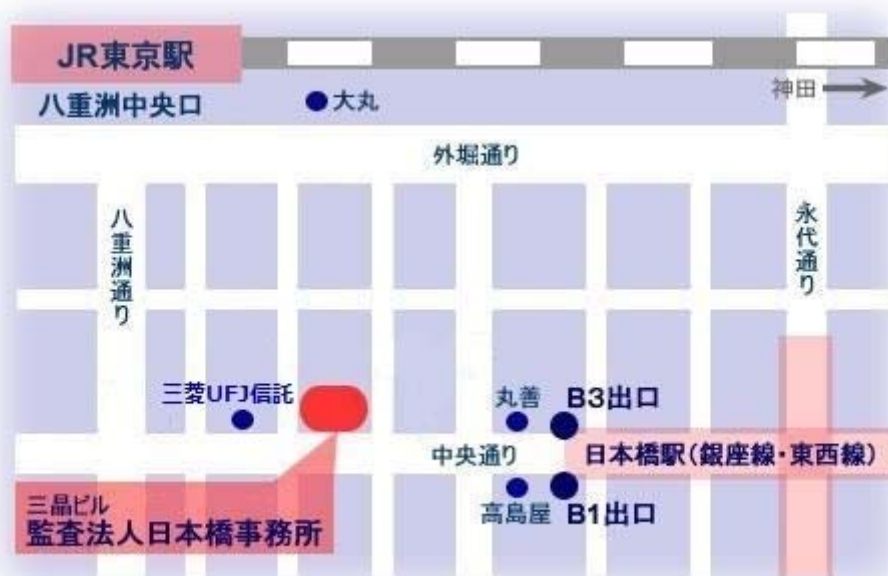 JR東京駅
八重洲中央口
大丸
神田
外堀通り
八重洲通り
永代通り
三菱UFJ信託
丸善
B3出口
中央通り
日本橋駅(銀座線・東西線)
高島屋
B1出口
三晶ビル
監査法人日本橋事務所